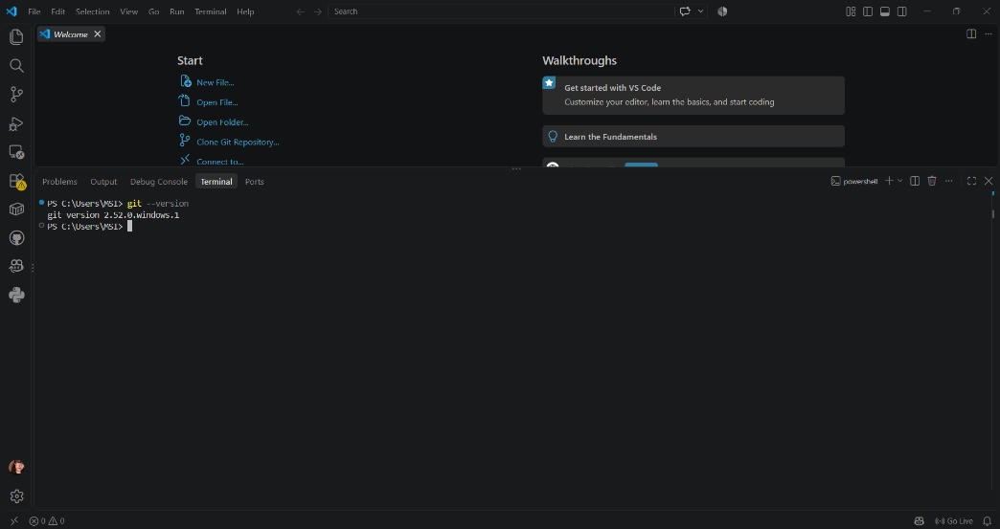 File Edit Selection View Go Run Terminal Help
Search
Welcome
Start
New File...
Open File...
Open Folder...
Clone Git Repository...
Connect to...
Walkthroughs
Get started with VS Code
Customize your editor, learn the basics, and start coding
Learn the Fundamentals
Problems Output Debug Console Terminal Ports
powershell
PS C:\Users\MSI> git --version
git version 2.52.0.windows.1
PS C:\Users\MSI>
0 0
Go Live